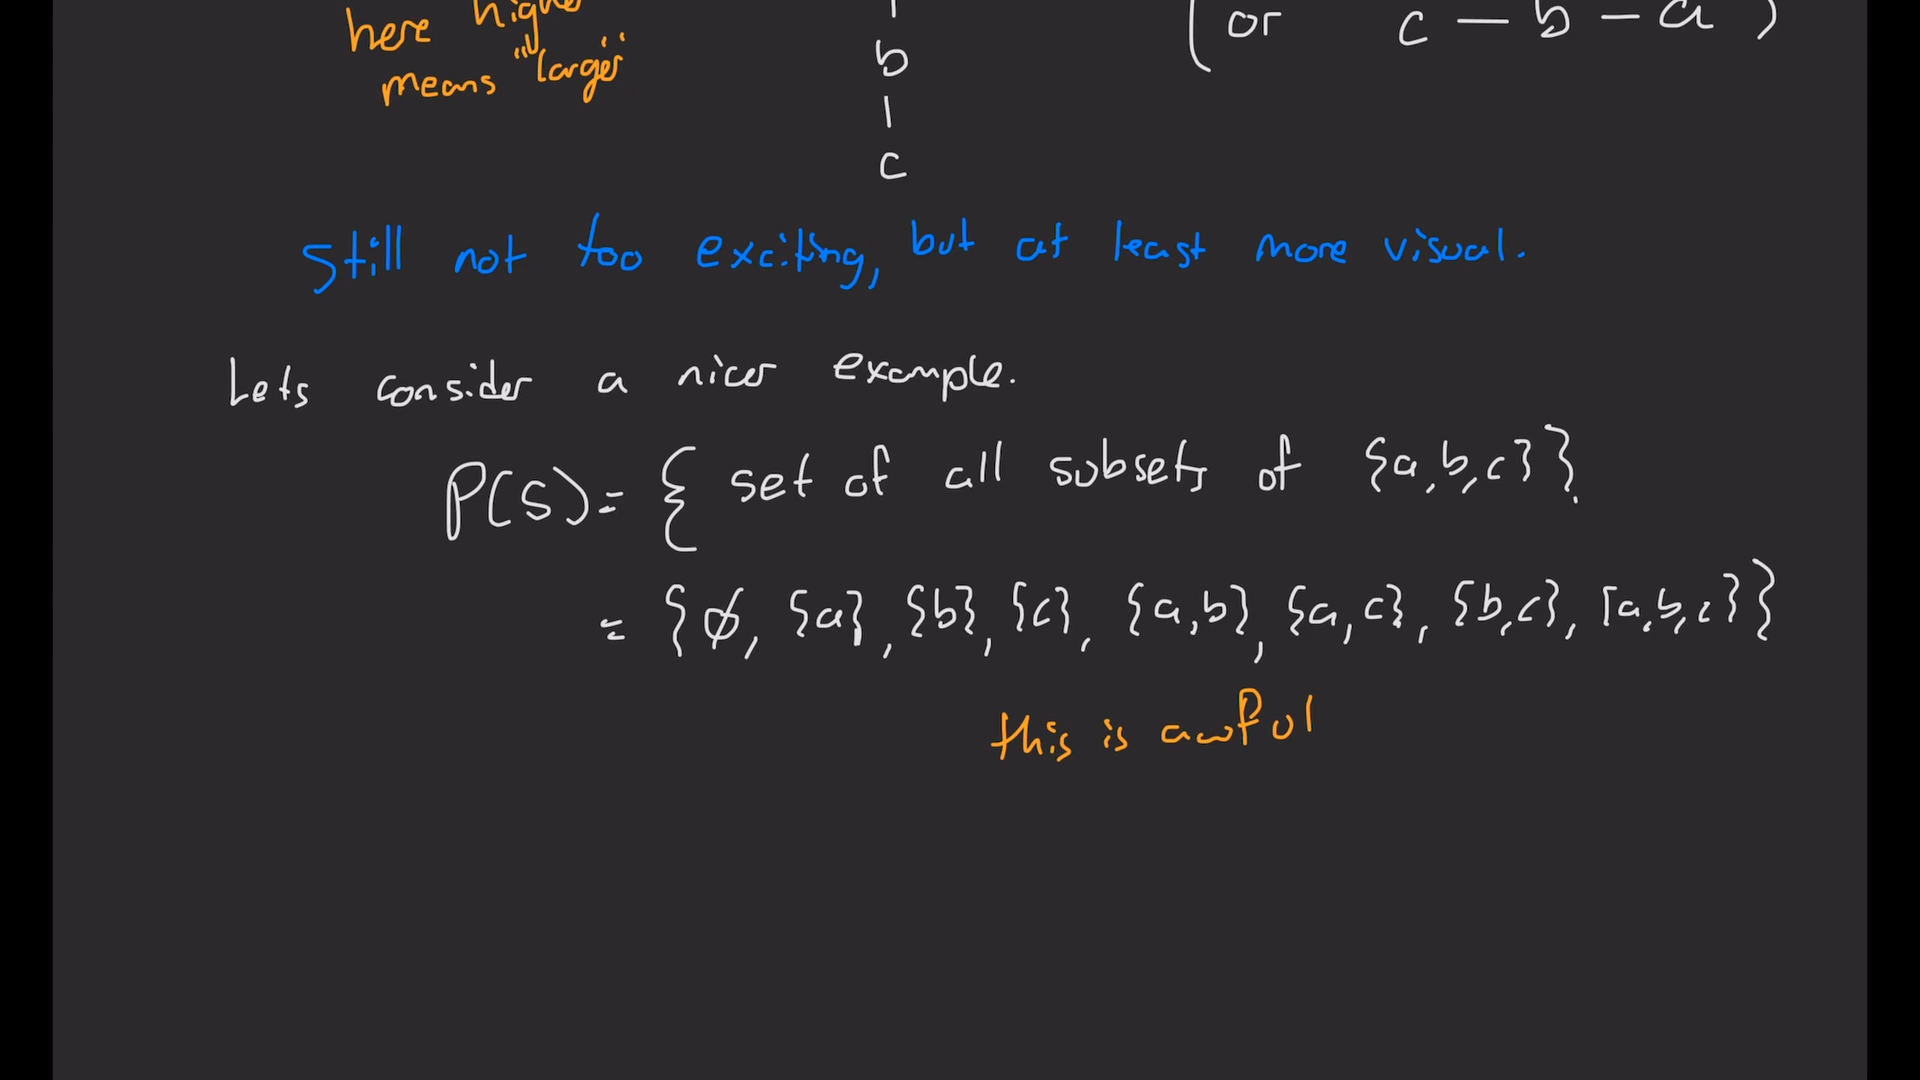 here higher
means "larger"
b
c
(or c — b — a)
Still not too exciting, but at least more visual.
Lets consider a nicer example.
P(S) = { set of all subsets of {a,b,c}}.
= {∅, {a}, {b}, {c}, {a,b}, {a,c}, {b,c}, {a,b,c}}
this is awful